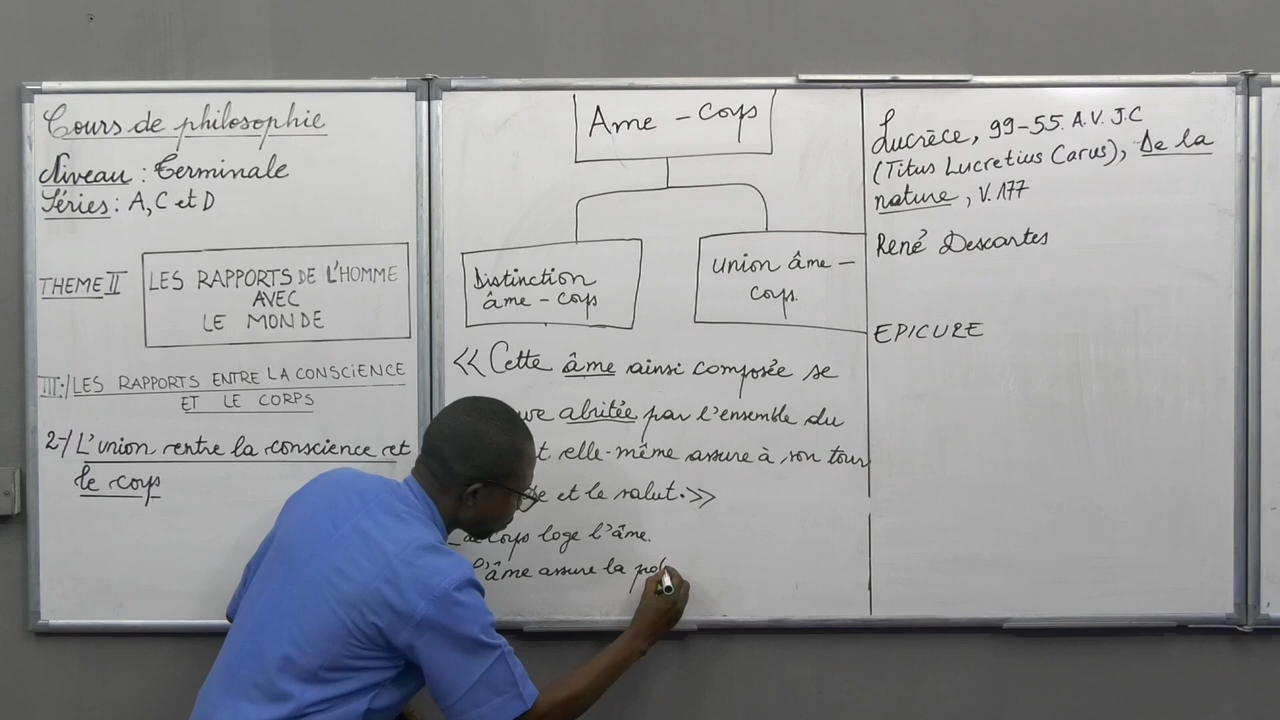 Cours de philosophie
Niveau : Terminale
Séries : A, C et D
THEME II
LES RAPPORTS DE L'HOMME
AVEC
LE MONDE
III-/ LES RAPPORTS ENTRE LA CONSCIENCE
ET LE CORPS
2-/ L'union entre la conscience et
le corps
Ame - Corps
Distinction
âme - corps
Union âme -
corps.
<< Cette âme ainsi composée se
abritée par l'ensemble du
elle-même assure à son tour
et le salut. >>
corps loge l'âme.
l'âme assure la
Lucrèce, 99-55. A.V. J.C
(Titus Lucretius Carus), De la
nature, V. 177
René Descartes
EPICURE